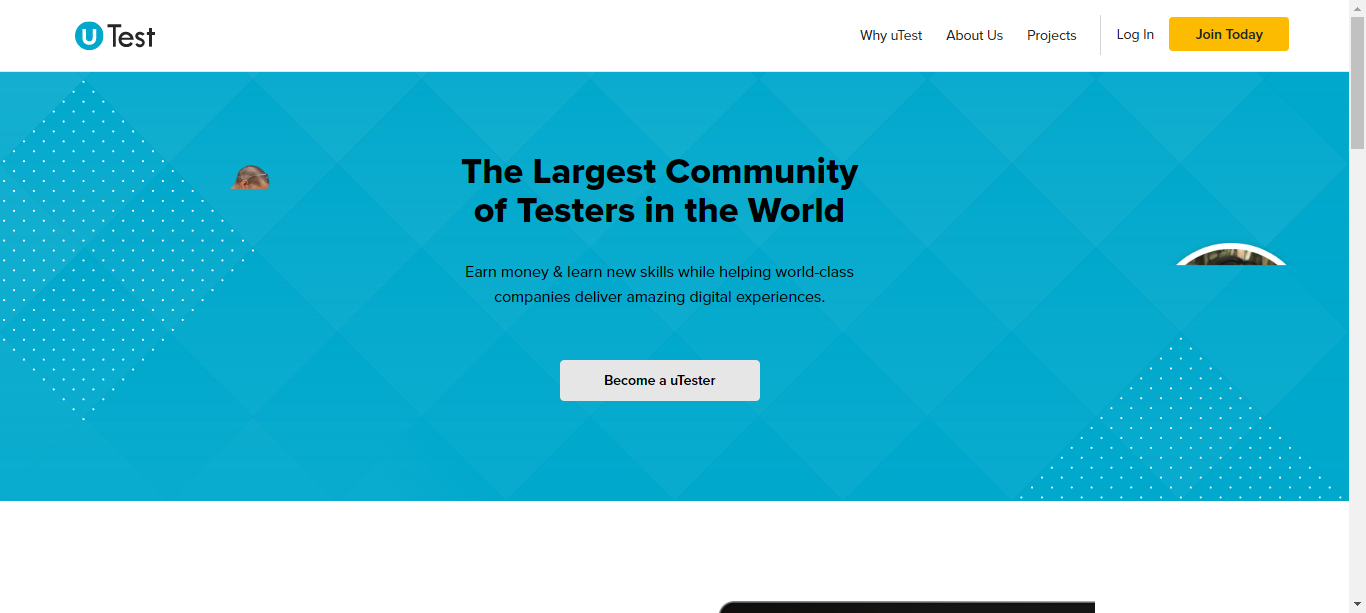 uTest
Why uTest
About Us
Projects
Log In
Join Today
The Largest Community
of Testers in the World
Earn money & learn new skills while helping world-class
companies deliver amazing digital experiences.
Become a uTester